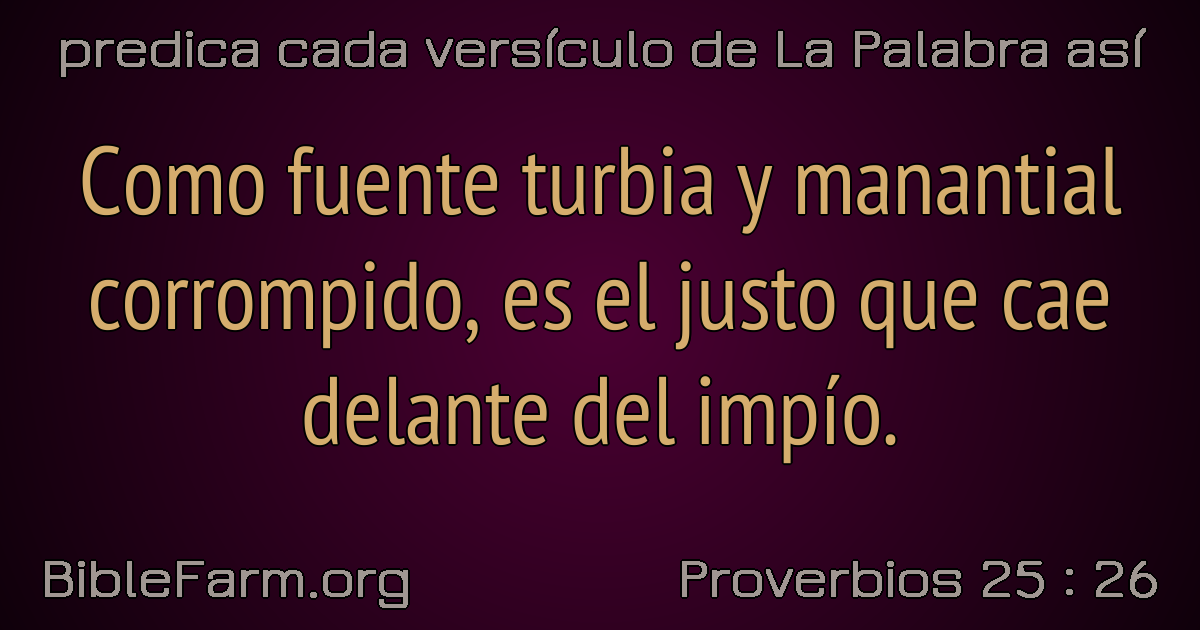 predica cada versículo de La Palabra así
Como fuente turbia y manantial
corrompido, es el justo que cae
delante del impío.
BibleFarm.org
Proverbios 25 : 26